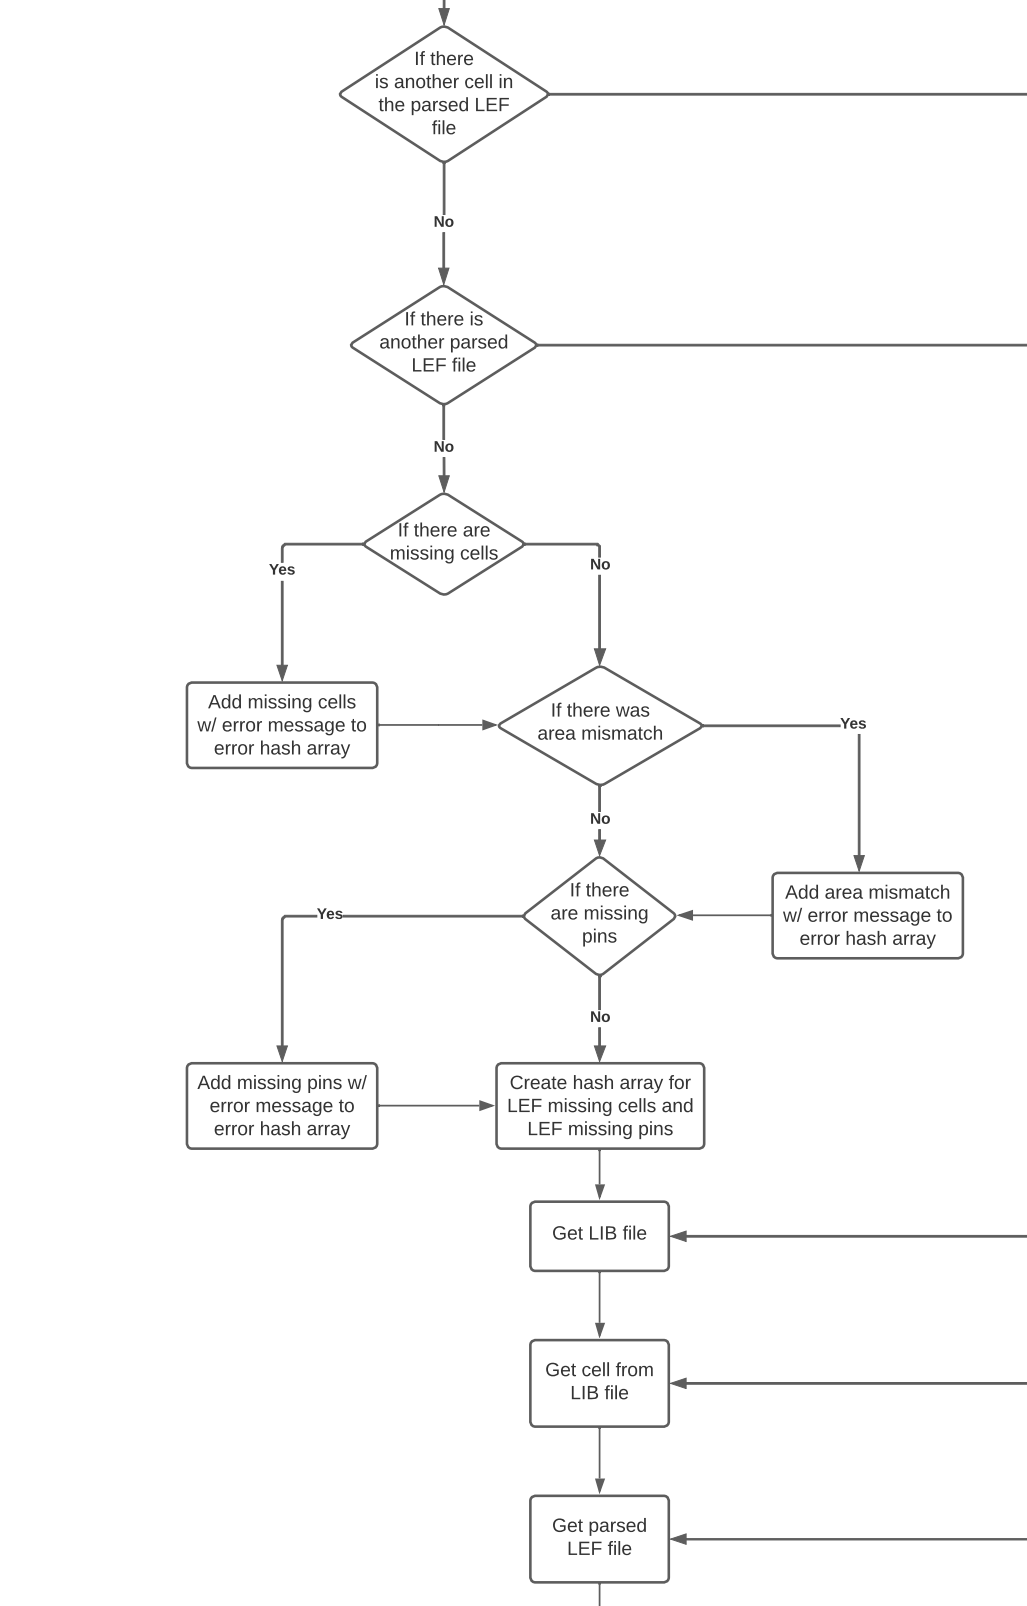 If there
is another cell in
the parsed LEF
file
No
If there is
another parsed
LEF file
No
If there are
missing cells
Yes
No
Add missing cells
w/ error message to
error hash array
If there was
area mismatch
Yes
No
If there
are missing
pins
Add area mismatch
w/ error message to
error hash array
Yes
No
Add missing pins w/
error message to
error hash array
Create hash array for
LEF missing cells and
LEF missing pins
Get LIB file
Get cell from
LIB file
Get parsed
LEF file